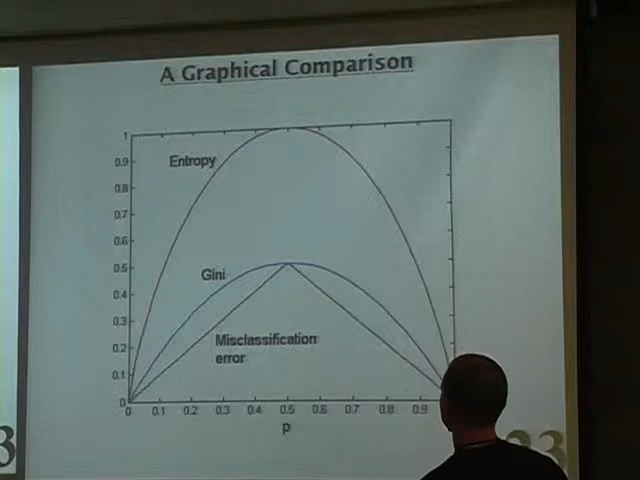 A Graphical Comparison
1
0.9
Entropy
0.8
0.7
0.6
0.5
Gini
0.4
0.3
Misclassification
0.2
error
0.1
0
0 0.1 0.2 0.3 0.4 0.5 0.6 0.7 0.8 0.9
p
3
33